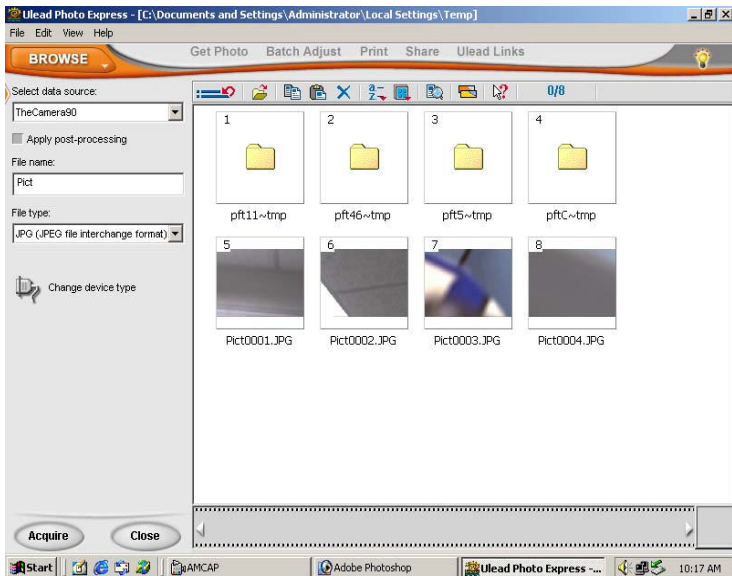 Ulead Photo Express - [C:\Documents and Settings\Administrator\Local Settings\Temp]
File Edit View Help
BROWSE
Get Photo Batch Adjust Print Share Ulead Links
Select data source:
TheCamera90
Apply post-processing
File name:
Pict
File type:
JPG (JPEG file interchange format)
Change device type
Acquire Close
0/8
1 2 3 4
pft11~tmp pft46~tmp pft5~tmp pftC~tmp
5 6 7 8
Pict0001.JPG Pict0002.JPG Pict0003.JPG Pict0004.JPG
Start AMCAP Adobe Photoshop Ulead Photo Express -... 10:17 AM